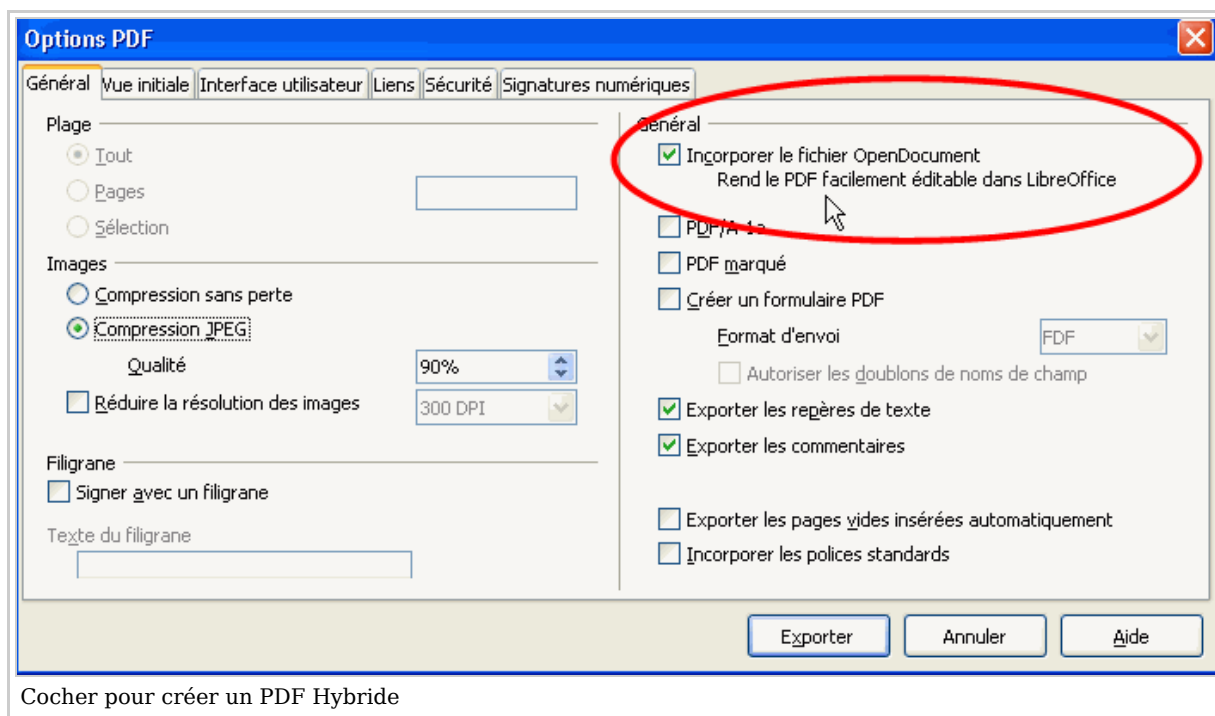 Options PDF
Général Vue initiale Interface utilisateur Liens Sécurité Signatures numériques
Plage
Tout
Pages
Sélection
Images
Compression sans perte
Compression JPEG
Qualité 90%
Réduire la résolution des images 300 DPI
Filigrane
Signer avec un filigrane
Texte du filigrane
Général
Incorporer le fichier OpenDocument
Rend le PDF facilement éditable dans LibreOffice
PDF/A-1a
PDF marqué
Créer un formulaire PDF
Format d'envoi FDF
Autoriser les doublons de noms de champ
Exporter les repères de texte
Exporter les commentaires
Exporter les pages vides insérées automatiquement
Incorporer les polices standards
Exporter Annuler Aide
Cocher pour créer un PDF Hybride